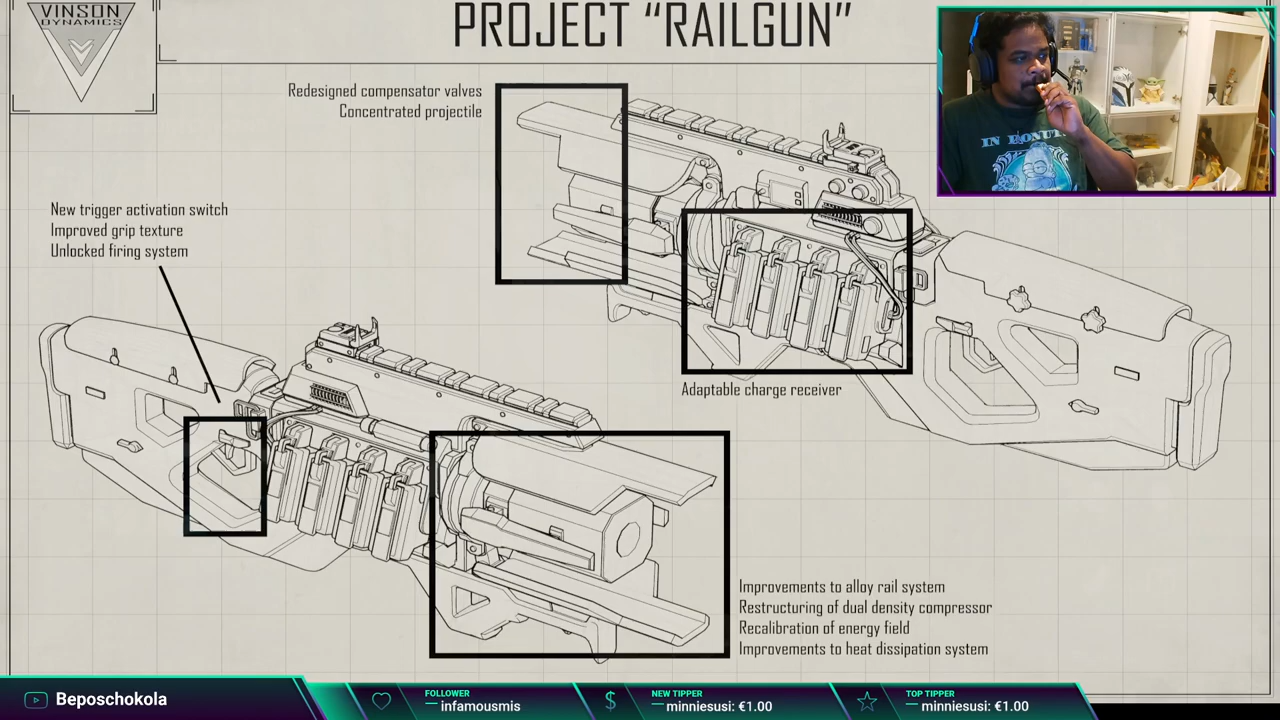 VINSON
DYNAMICS
PROJECT “RAILGUN”
Redesigned compensator valves
Concentrated projectile
New trigger activation switch
Improved grip texture
Unlocked firing system
Adaptable charge receiver
Improvements to alloy rail system
Restructuring of dual density compressor
Recalibration of energy field
Improvements to heat dissipation system
IN DONUT
Beposchokola
FOLLOWER
infamousmis
NEW TIPPER
minniesusi: €1.00
TOP TIPPER
minniesusi: €1.00